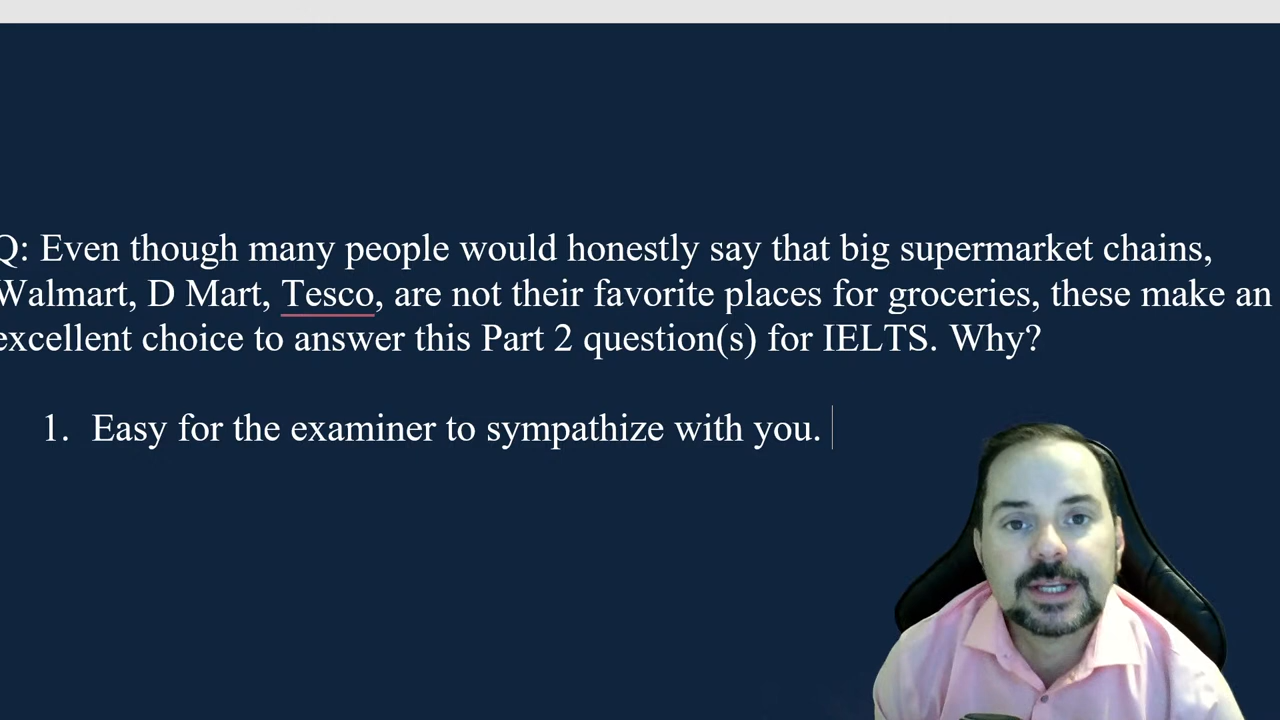 Q: Even though many people would honestly say that big supermarket chains,
Walmart, D Mart, Tesco, are not their favorite places for groceries, these make an
excellent choice to answer this Part 2 question(s) for IELTS. Why?
1. Easy for the examiner to sympathize with you.